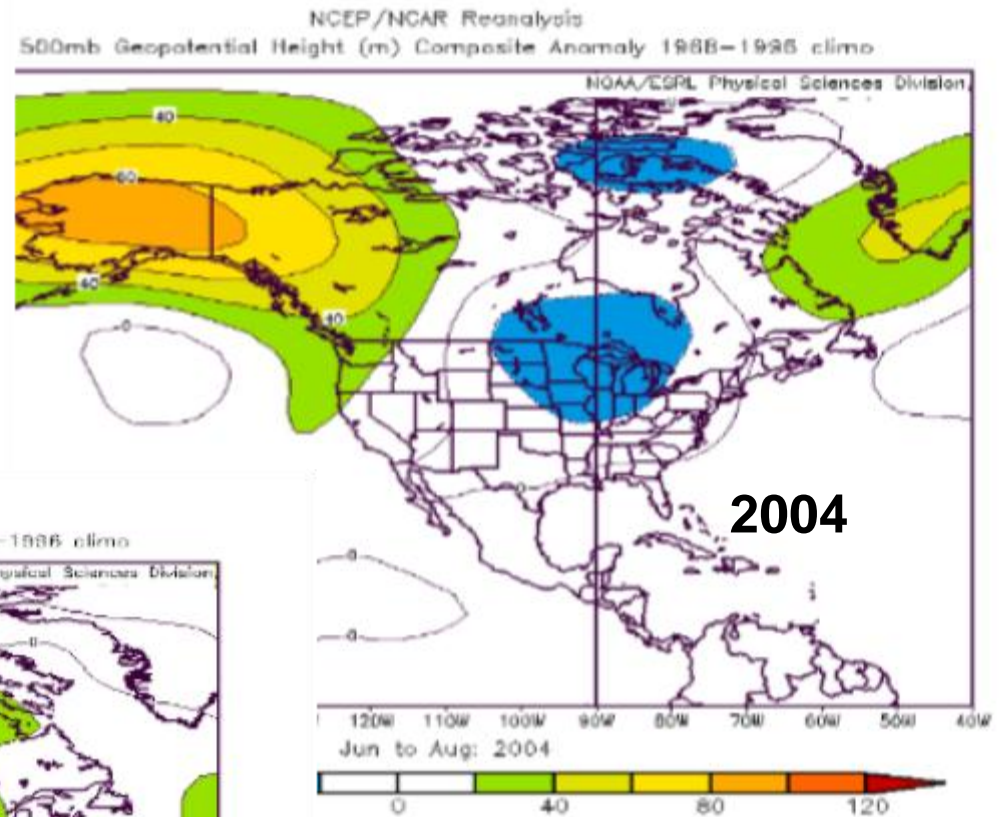 NCEP/NCAR Reanalysis
500mb Geopotential Height (m) Composite Anomaly 1968-1996 climo
NOAA/ESRL Physical Sciences Division
40
60
40
0
40
0
2004
0
0
120W 110W 100W 90W 80W 70W 60W 50W 40W
Jun to Aug: 2004
0 40 80 120
-1996 climo
Sciences Division
0